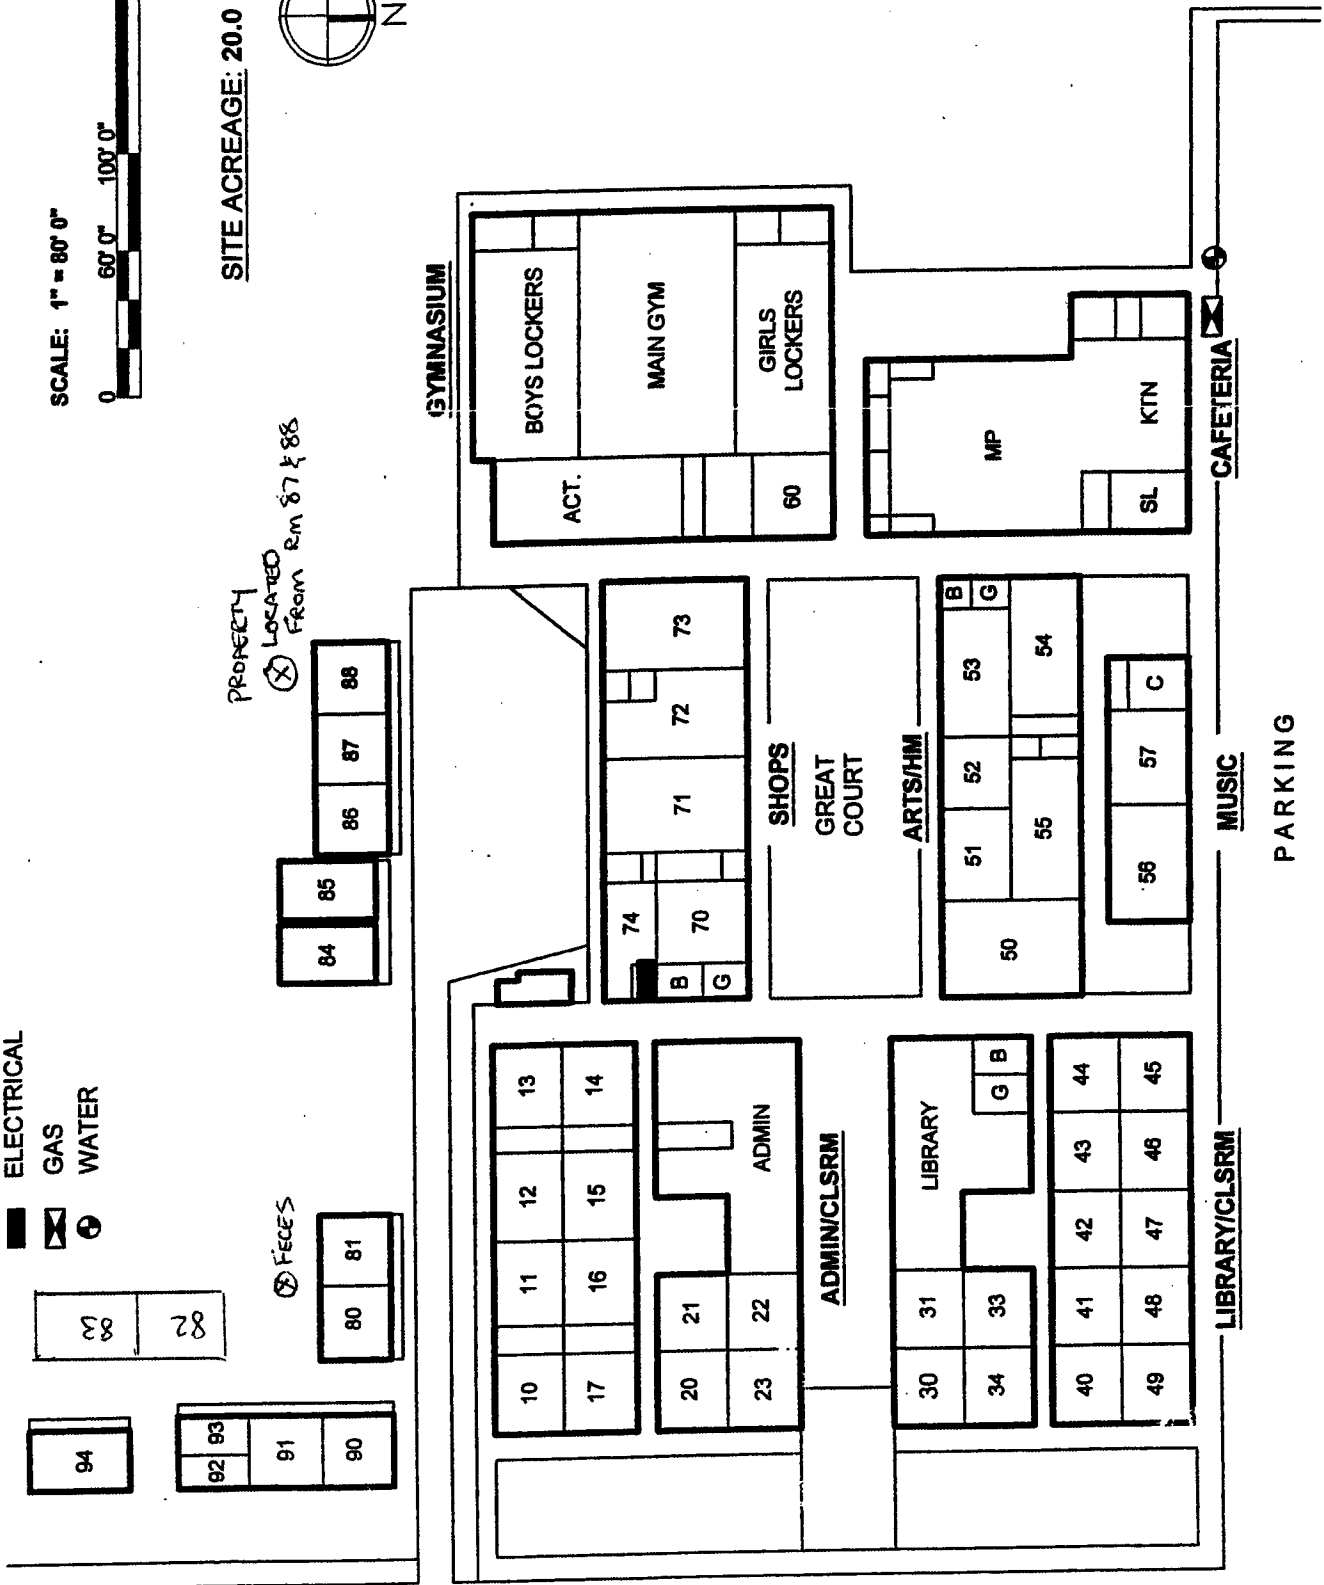 SCALE: 1" = 80' 0"
0
60' 0"
100' 0"
SITE ACREAGE: 20.0
N
ELECTRICAL
GAS
WATER
PROPERTY
LOCATED
FROM RM 87 & 88
FECES
94
93
92
91
90
83
82
80
81
84
85
86
87
88
GYMNASIUM
BOYS LOCKERS
MAIN GYM
GIRLS
LOCKERS
ACT.
60
MP
KTN
SL
CAFETERIA
73
72
71
74
70
B
G
SHOPS
GREAT
COURT
ARTS/HM
B
G
53
54
52
51
55
50
C
57
56
MUSIC
PARKING
10
11
12
13
17
16
15
14
ADMIN
21
22
20
23
ADMIN/CLSRM
LIBRARY
G
B
31
33
30
34
40
41
42
43
44
49
48
47
46
45
LIBRARY/CLSRM